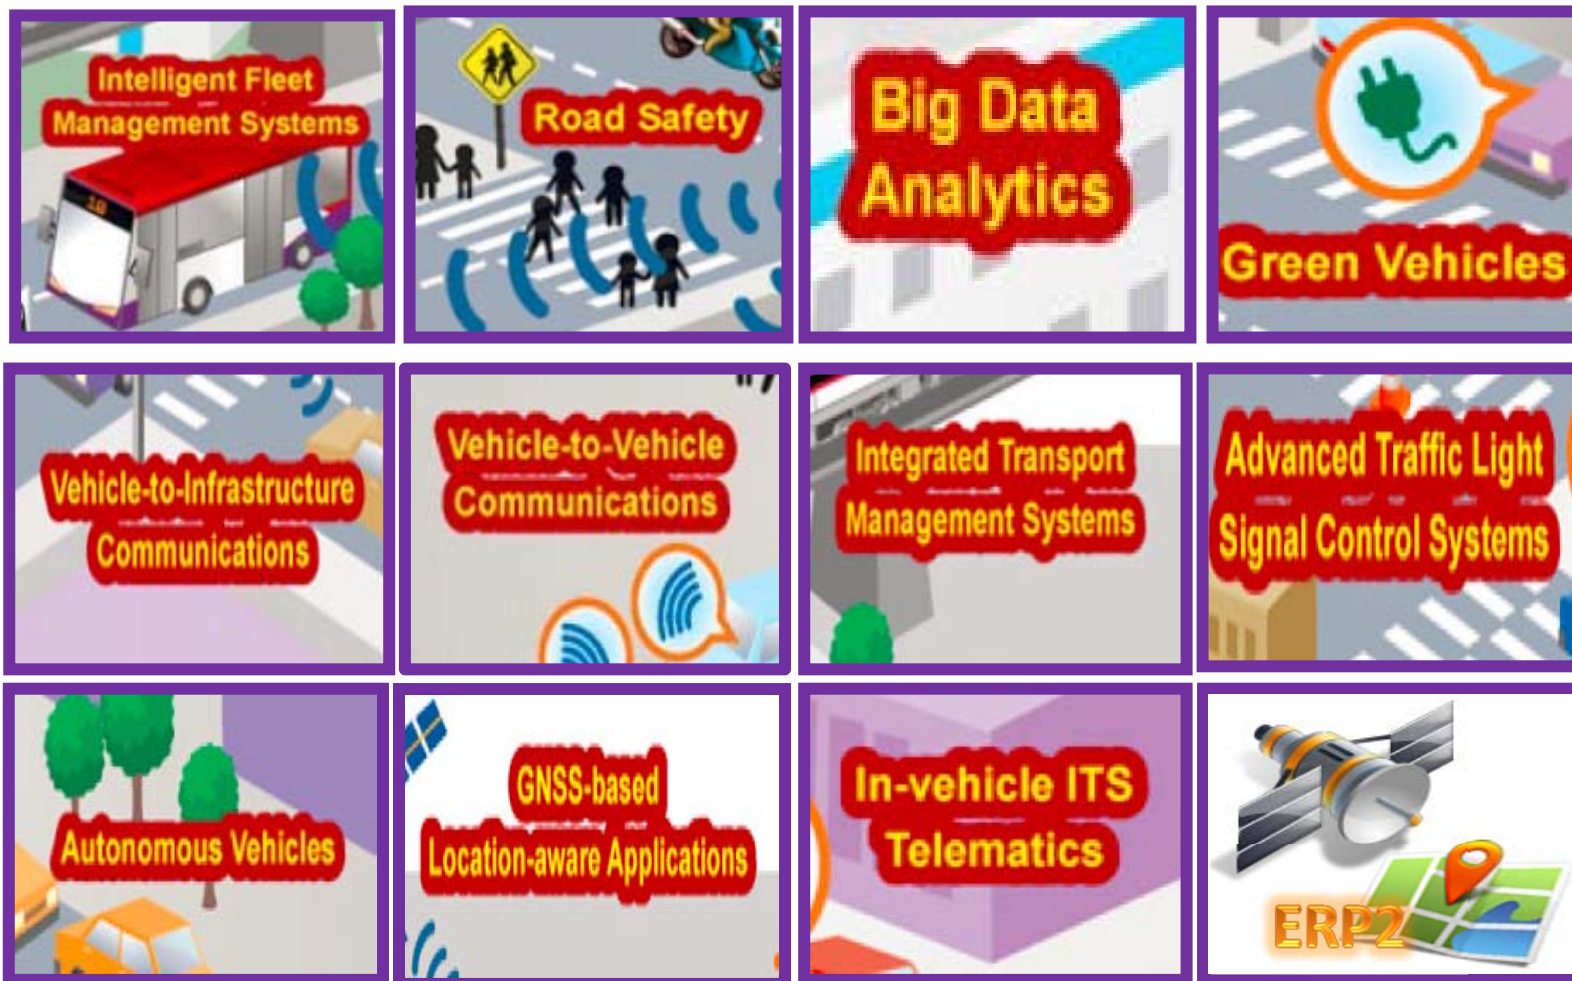 Intelligent Fleet
Management Systems
18
Road Safety
Big Data
Analytics
Green Vehicles
Vehicle-to-Infrastructure
Communications
Vehicle-to-Vehicle
Communications
Integrated Transport
Management Systems
Advanced Traffic Light
Signal Control Systems
Autonomous Vehicles
GNSS-based
Location-aware Applications
In-vehicle ITS
Telematics
ERP2